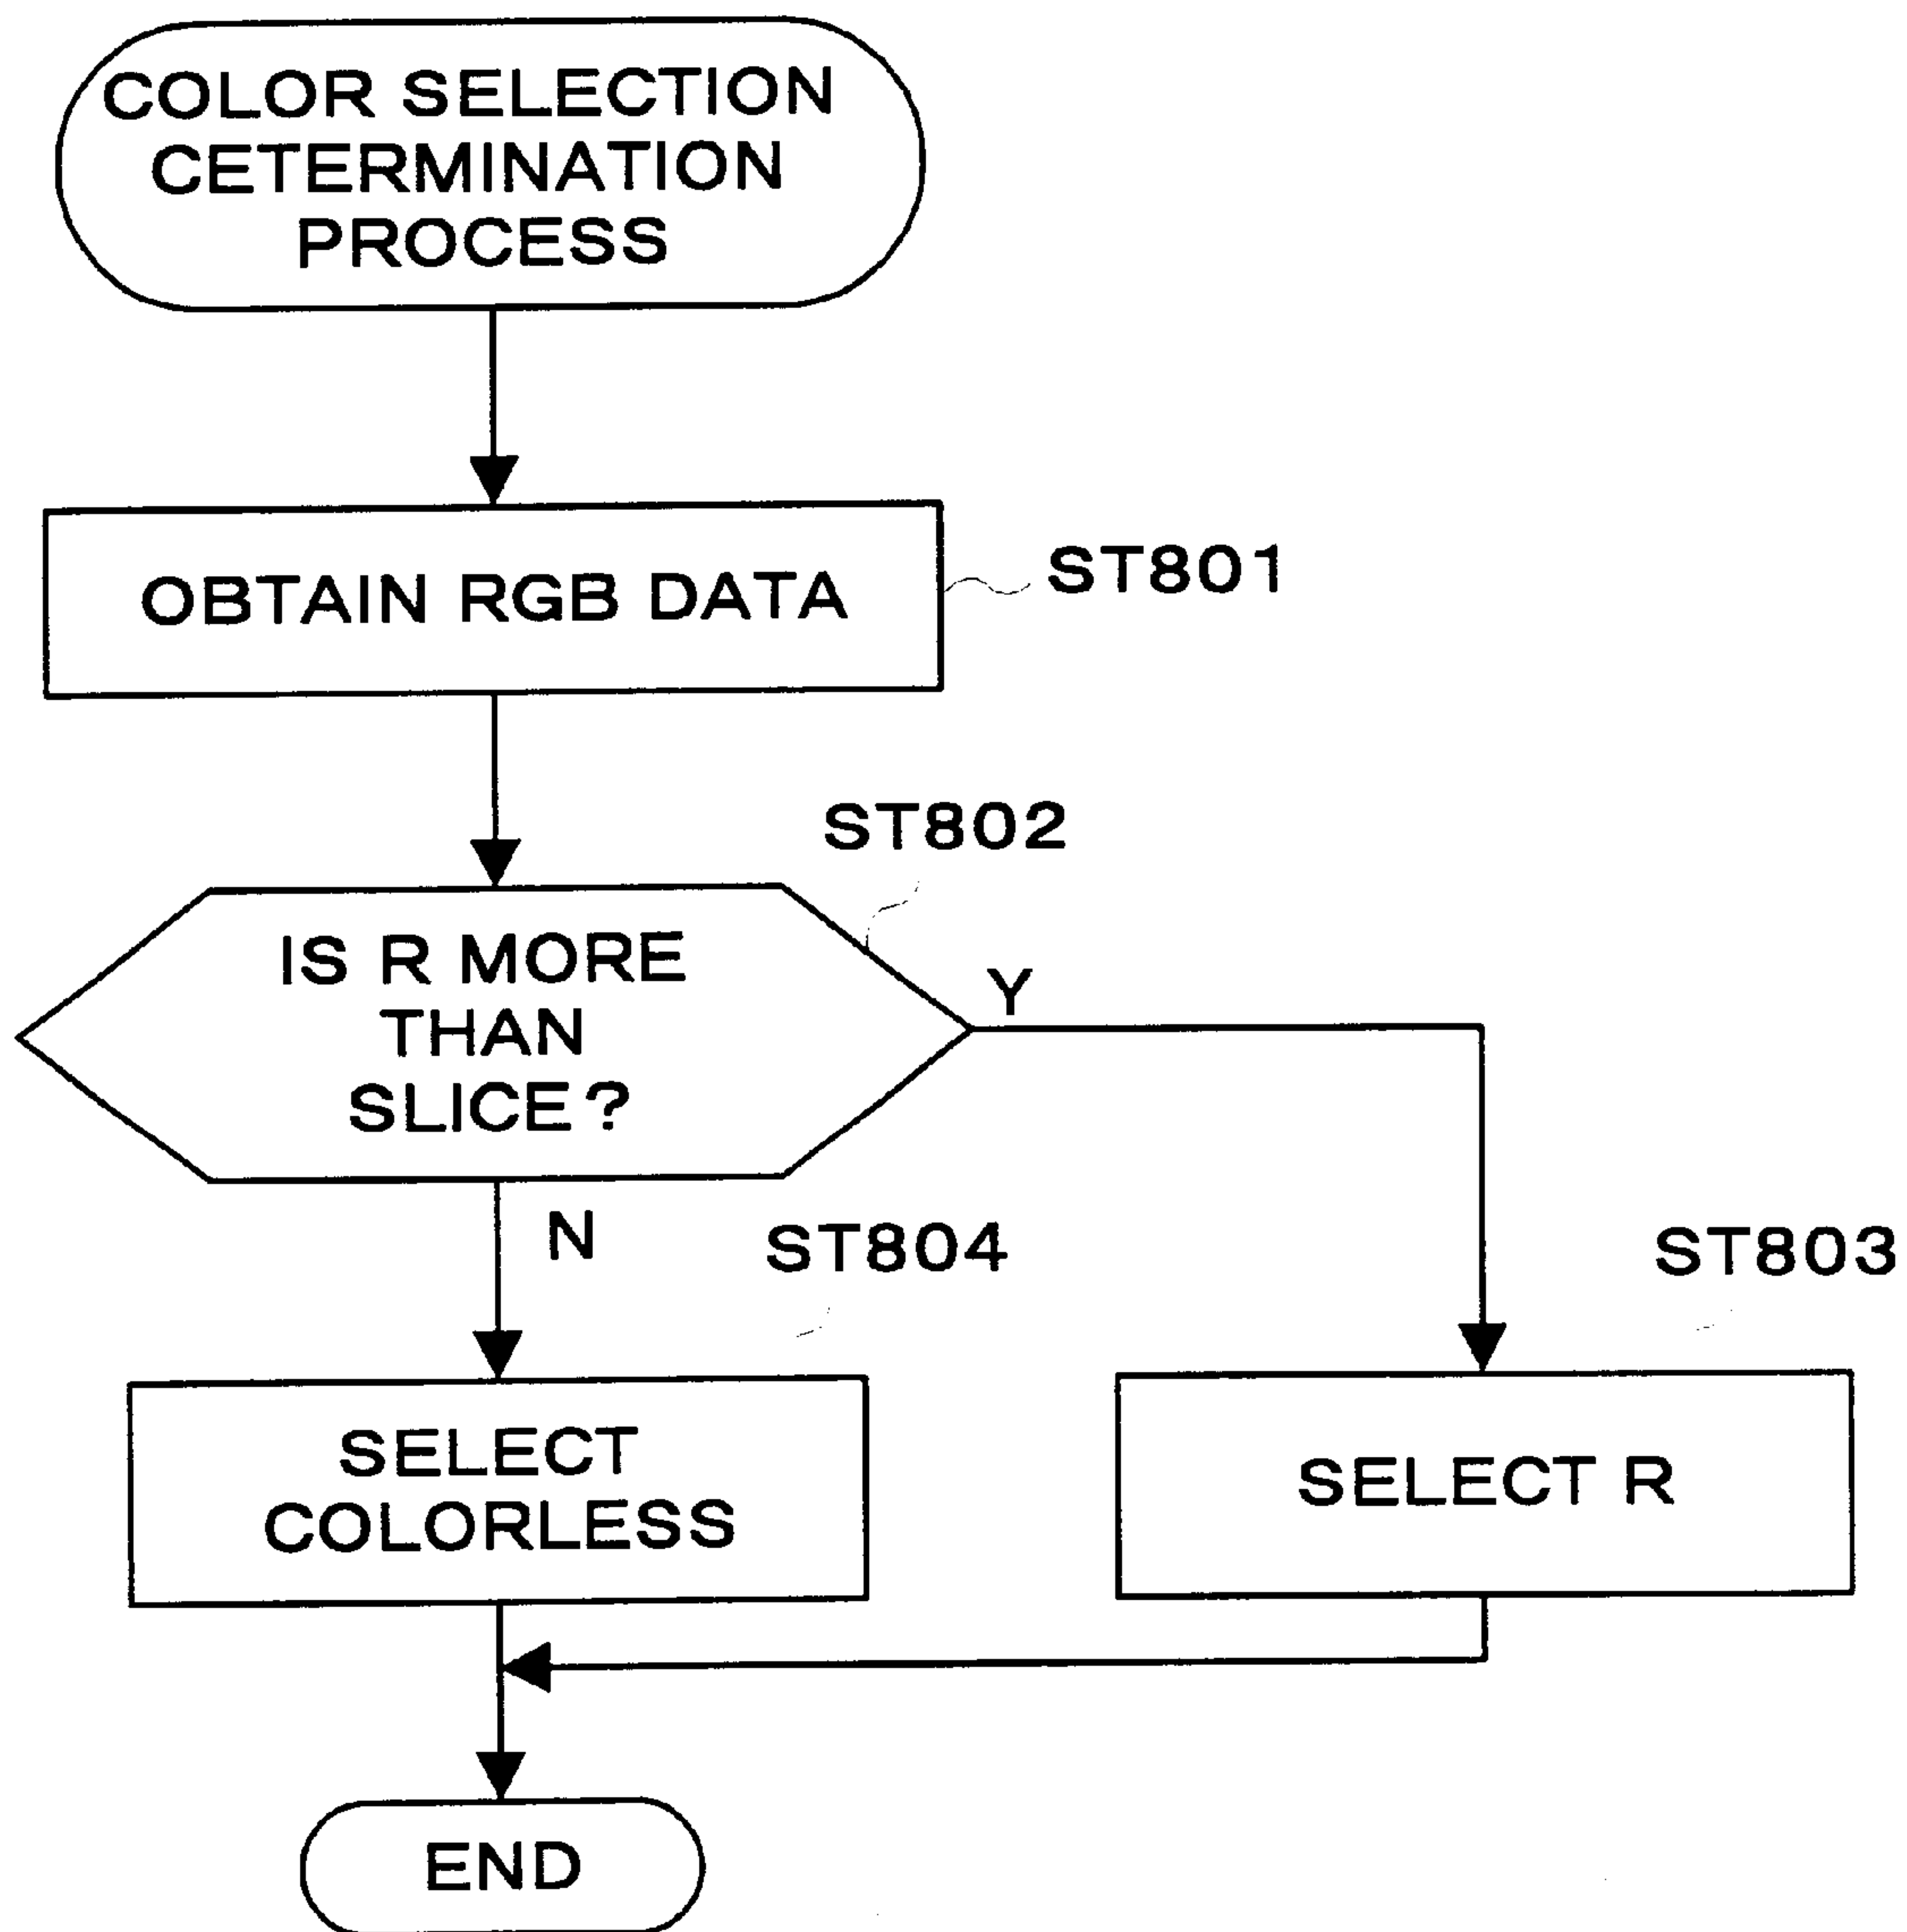 COLOR SELECTION
CETERMINATION
PROCESS
OBTAIN RGB DATA
ST801
ST802
IS R MORE
THAN
SLICE?
Y
N
ST804
ST803
SELECT
COLORLESS
SELECT R
END